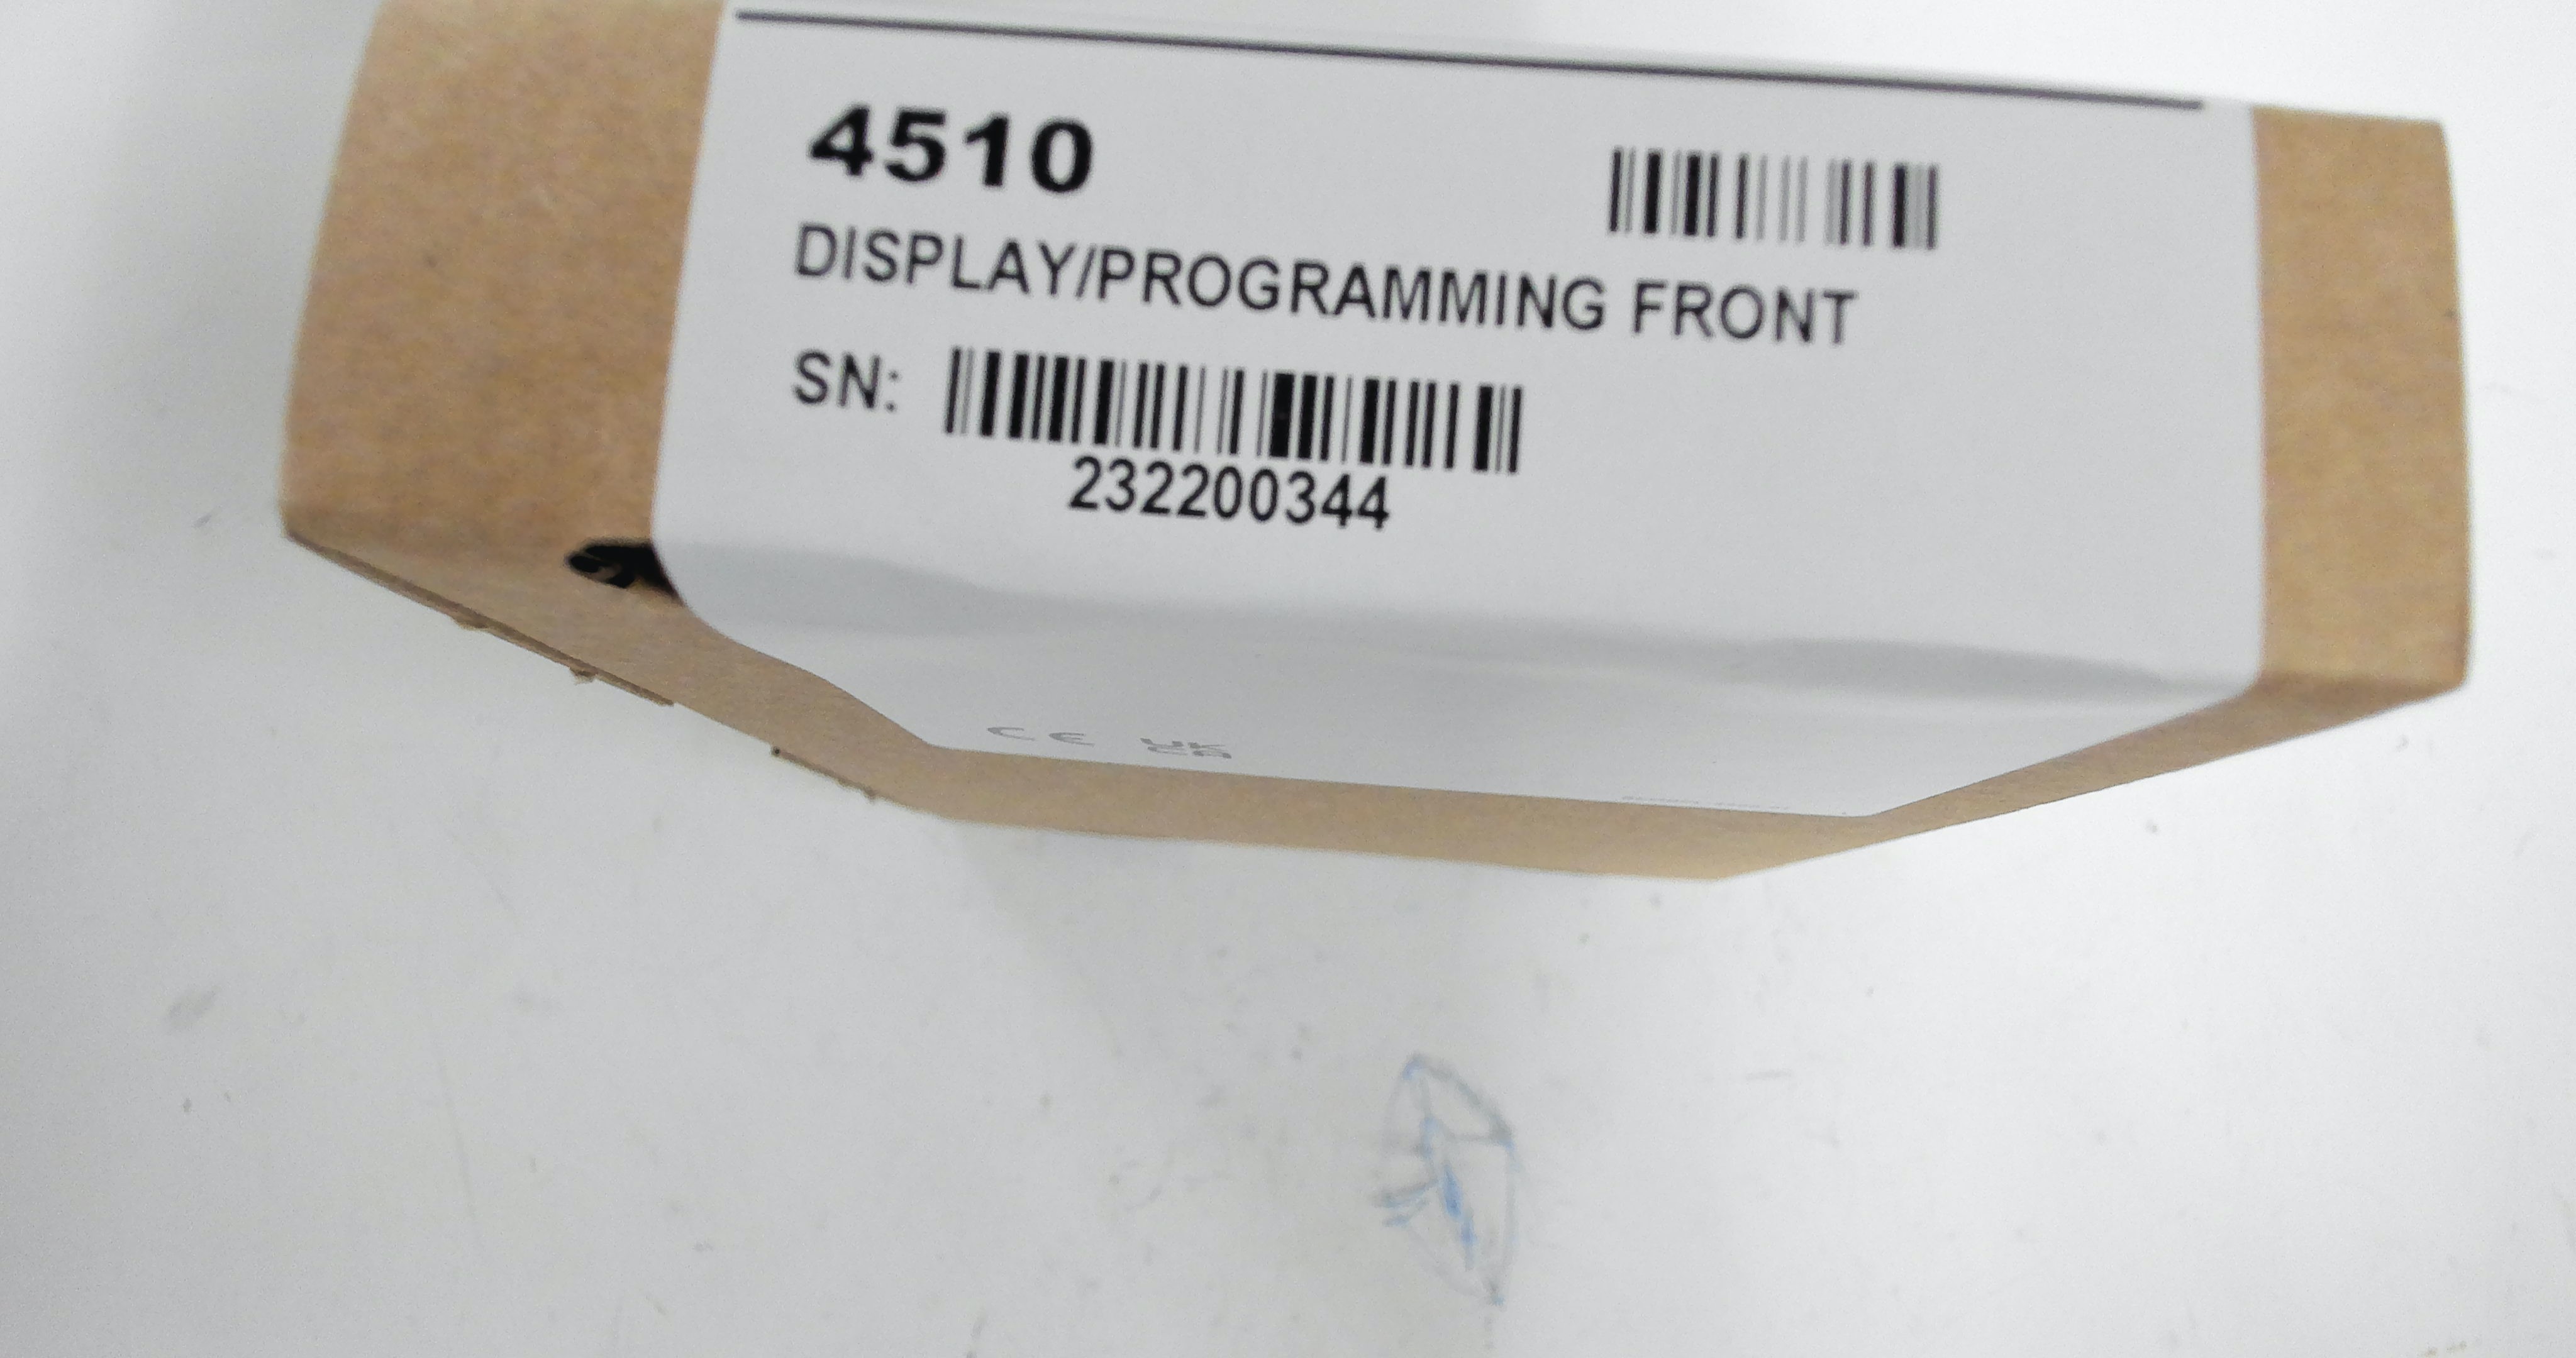 4510
DISPLAY/PROGRAMMING FRONT
SN:
232200344
CE UK CA